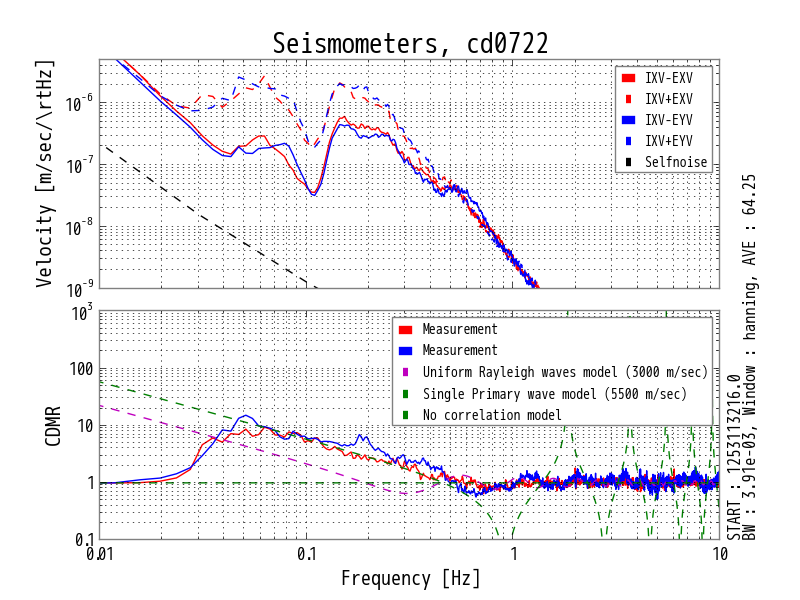 Seismometers, cd0722
Velocity [m/sec/\rtHz]
10-6
10-7
10-8
10-9
IXV-EXV
IXV+EXV
IXV-EYV
IXV+EYV
Selfnoise
CDMR
103
100
10
1
0.1
Measurement
Measurement
Uniform Rayleigh waves model (3000 m/sec)
Single Primary wave model (5500 m/sec)
No correlation model
0.01
0.1
1
10
Frequency [Hz]
START : 1253113216.0
BW : 3.91e-03, Window : hanning, AVE : 64.25